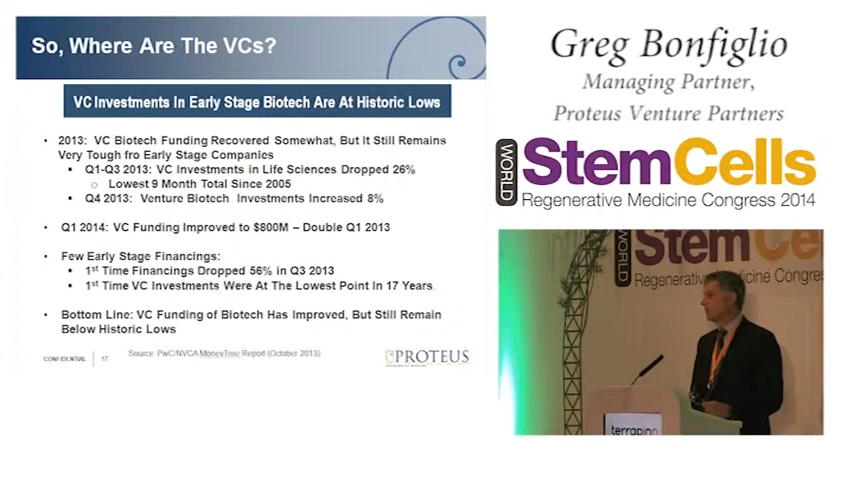 So, Where Are The VCs?
VC Investments In Early Stage Biotech Are At Historic Lows
• 2013: VC Biotech Funding Recovered Somewhat, But It Still Remains
Very Tough fro Early Stage Companies
▪ Q1-Q3 2013: VC Investments in Life Sciences Dropped 26%
o Lowest 9 Month Total Since 2005
▪ Q4 2013: Venture Biotech Investments Increased 8%
• Q1 2014: VC Funding Improved to $800M – Double Q1 2013
• Few Early Stage Financings:
▪ 1st Time Financings Dropped 56% in Q3 2013
▪ 1st Time VC Investments Were At The Lowest Point In 17 Years.
• Bottom Line: VC Funding of Biotech Has Improved, But Still Remain
Below Historic Lows
CONFIDENTIAL | 17
Source: PwC/NVCA MoneyTree Report (October 2013)
PROTEUS
Greg Bonfiglio
Managing Partner,
Proteus Venture Partners
WORLD
StemCells
Regenerative Medicine Congress 2014
WORLD
StemCells
Regenerative Medicine Congres
terrapinn